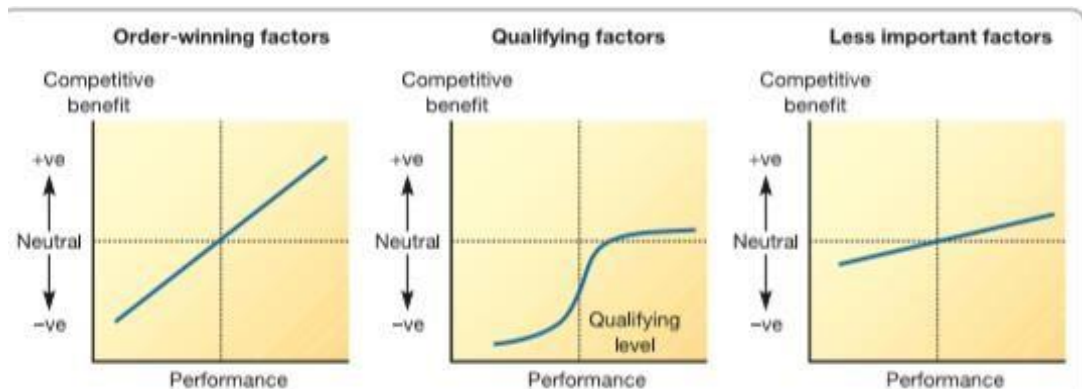 Order-winning factors
Competitive
benefit
+ve
Neutral
–ve
Performance
Qualifying factors
Competitive
benefit
+ve
Neutral
–ve
Qualifying
level
Performance
Less important factors
Competitive
benefit
+ve
Neutral
–ve
Performance